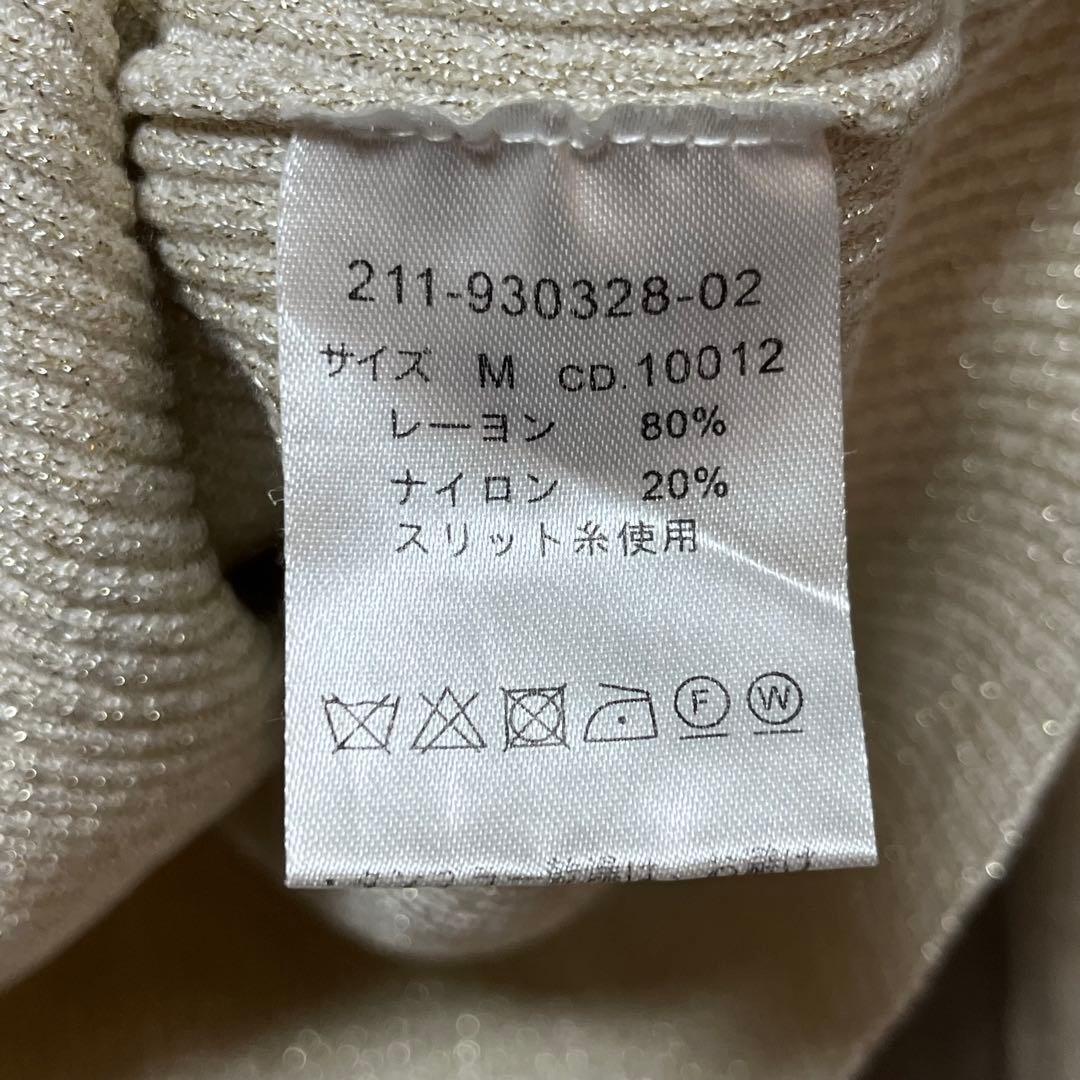 211-930328-02
サイズ M CD.10012
レーヨン 80%
ナイロン 20%
スリット糸使用
F W